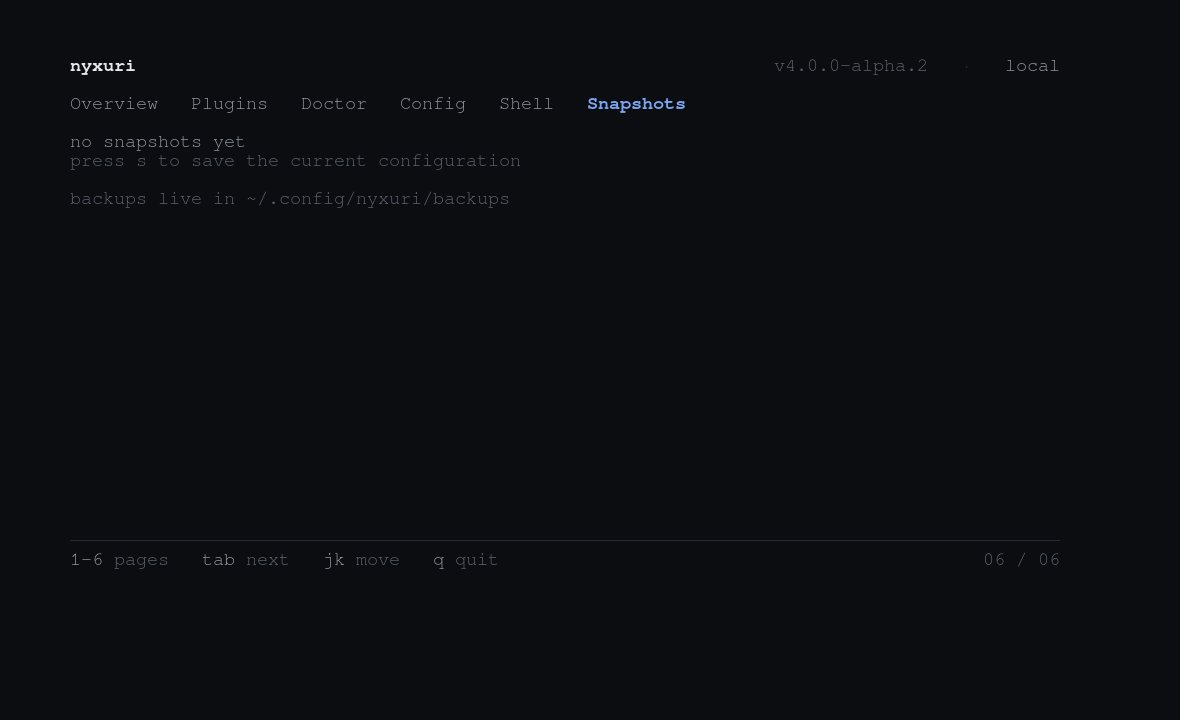 nyxuri v4.0.0-alpha.2 · local
Overview Plugins Doctor Config Shell Snapshots
no snapshots yet
press s to save the current configuration
backups live in ~/.config/nyxuri/backups
1-6 pages tab next jk move q quit 06 / 06